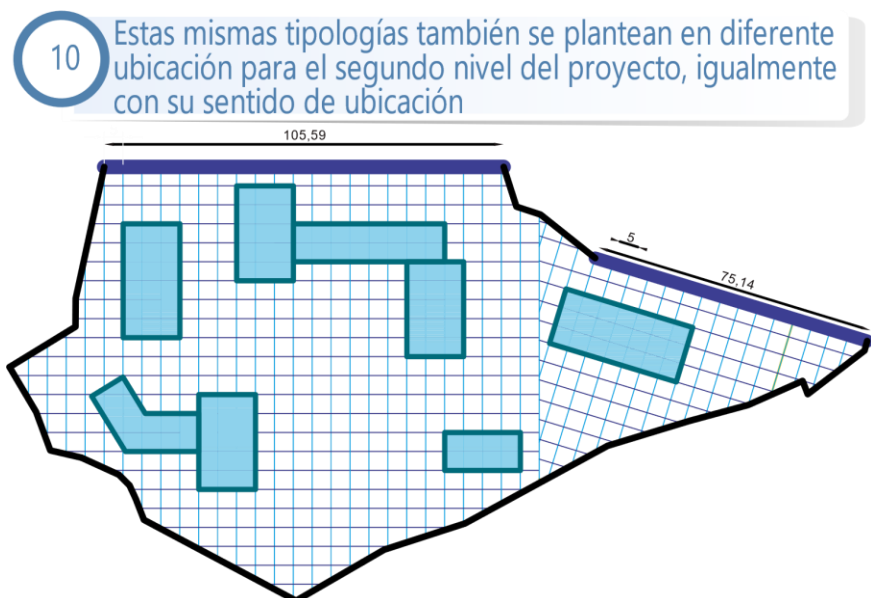 10
Estas mismas tipologías también se plantean en diferente
ubicación para el segundo nivel del proyecto, igualmente
con su sentido de ubicación
105,59
5
75,14